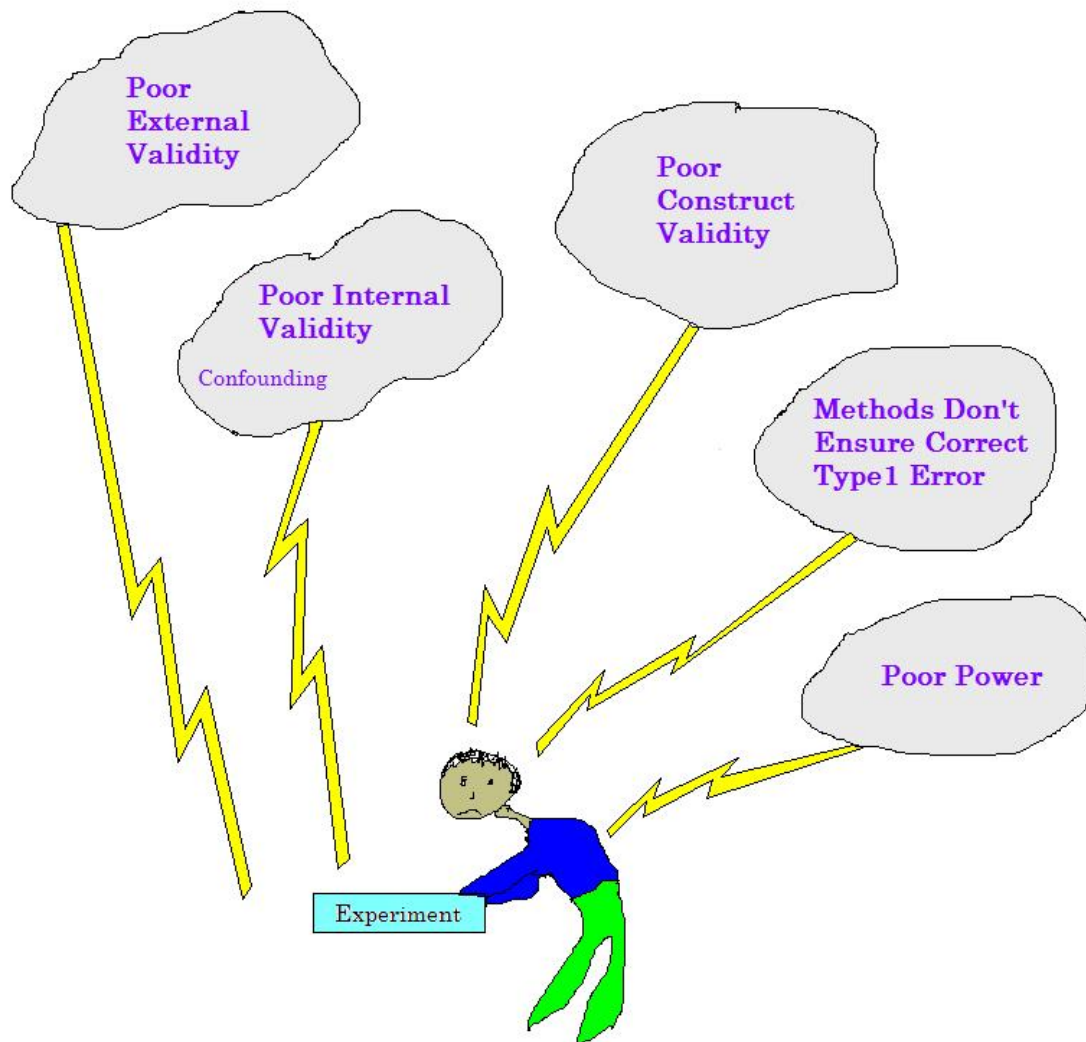 Poor
External
Validity
Poor Internal
Validity
Confounding
Poor
Construct
Validity
Methods Don't
Ensure Correct
Type1 Error
Poor Power
Experiment